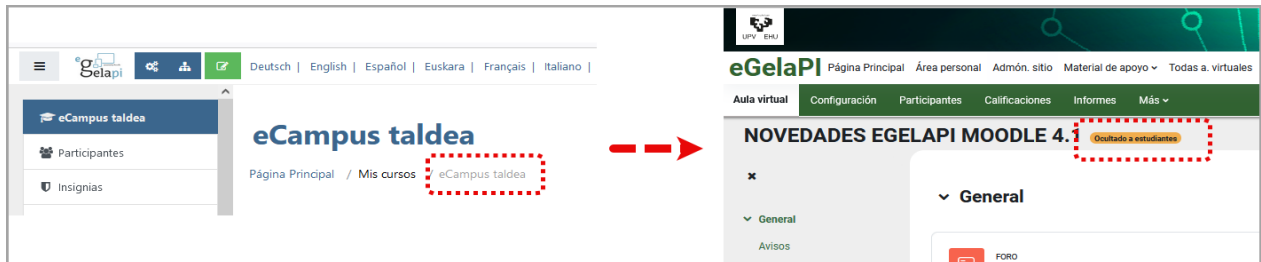 e
gelapi
Deutsch | English | Español | Euskara | Français | Italiano |
eCampus taldea
Participantes
Insignias
eCampus taldea
Página Principal / Mis cursos / eCampus taldea
UPV EHU
eGelaPI Página Principal Área personal Admón. sitio Material de apoyo Todas a. virtuales
Aula virtual Configuración Participantes Calificaciones Informes Más
NOVEDADES EGELAPI MOODLE 4.1 Ocultado a estudiantes
General
General
Avisos
FORO